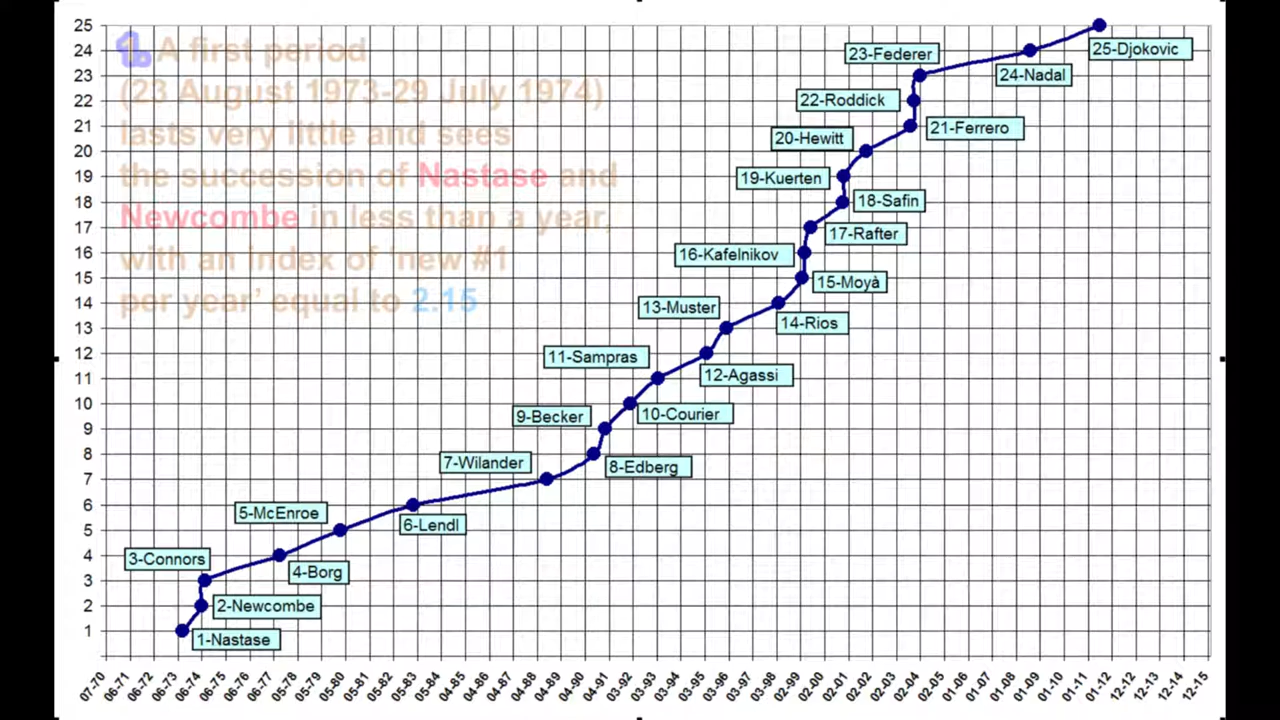 1. A first period
(23 August 1973-29 July 1974)
lasts very little and sees
the succession of Nastase and
Newcombe in less than a year,
with an index of 'new #1
per year' equal to 2.15
25
24
23
22
21
20
19
18
17
16
15
14
13
12
11
10
9
8
7
6
5
4
3
2
1
25-Djokovic
23-Federer
24-Nadal
22-Roddick
21-Ferrero
20-Hewitt
19-Kuerten
18-Safin
17-Rafter
16-Kafelnikov
15-Moyà
13-Muster
14-Rios
11-Sampras
12-Agassi
9-Becker
10-Courier
7-Wilander
8-Edberg
5-McEnroe
6-Lendl
3-Connors
4-Borg
2-Newcombe
1-Nastase
07-70 06-71 06-72 06-73 06-74 06-75 06-76 06-77 05-78 05-79 05-80 05-81 05-82 05-83 05-84 04-85 04-86 04-87 04-88 04-89 04-90 04-91 03-92 03-93 03-94 03-95 03-96 03-97 03-98 02-99 02-00 02-01 02-02 02-03 02-04 02-05 01-06 01-07 01-08 01-09 01-10 01-11 01-12 12-12 12-13 12-14 12-15